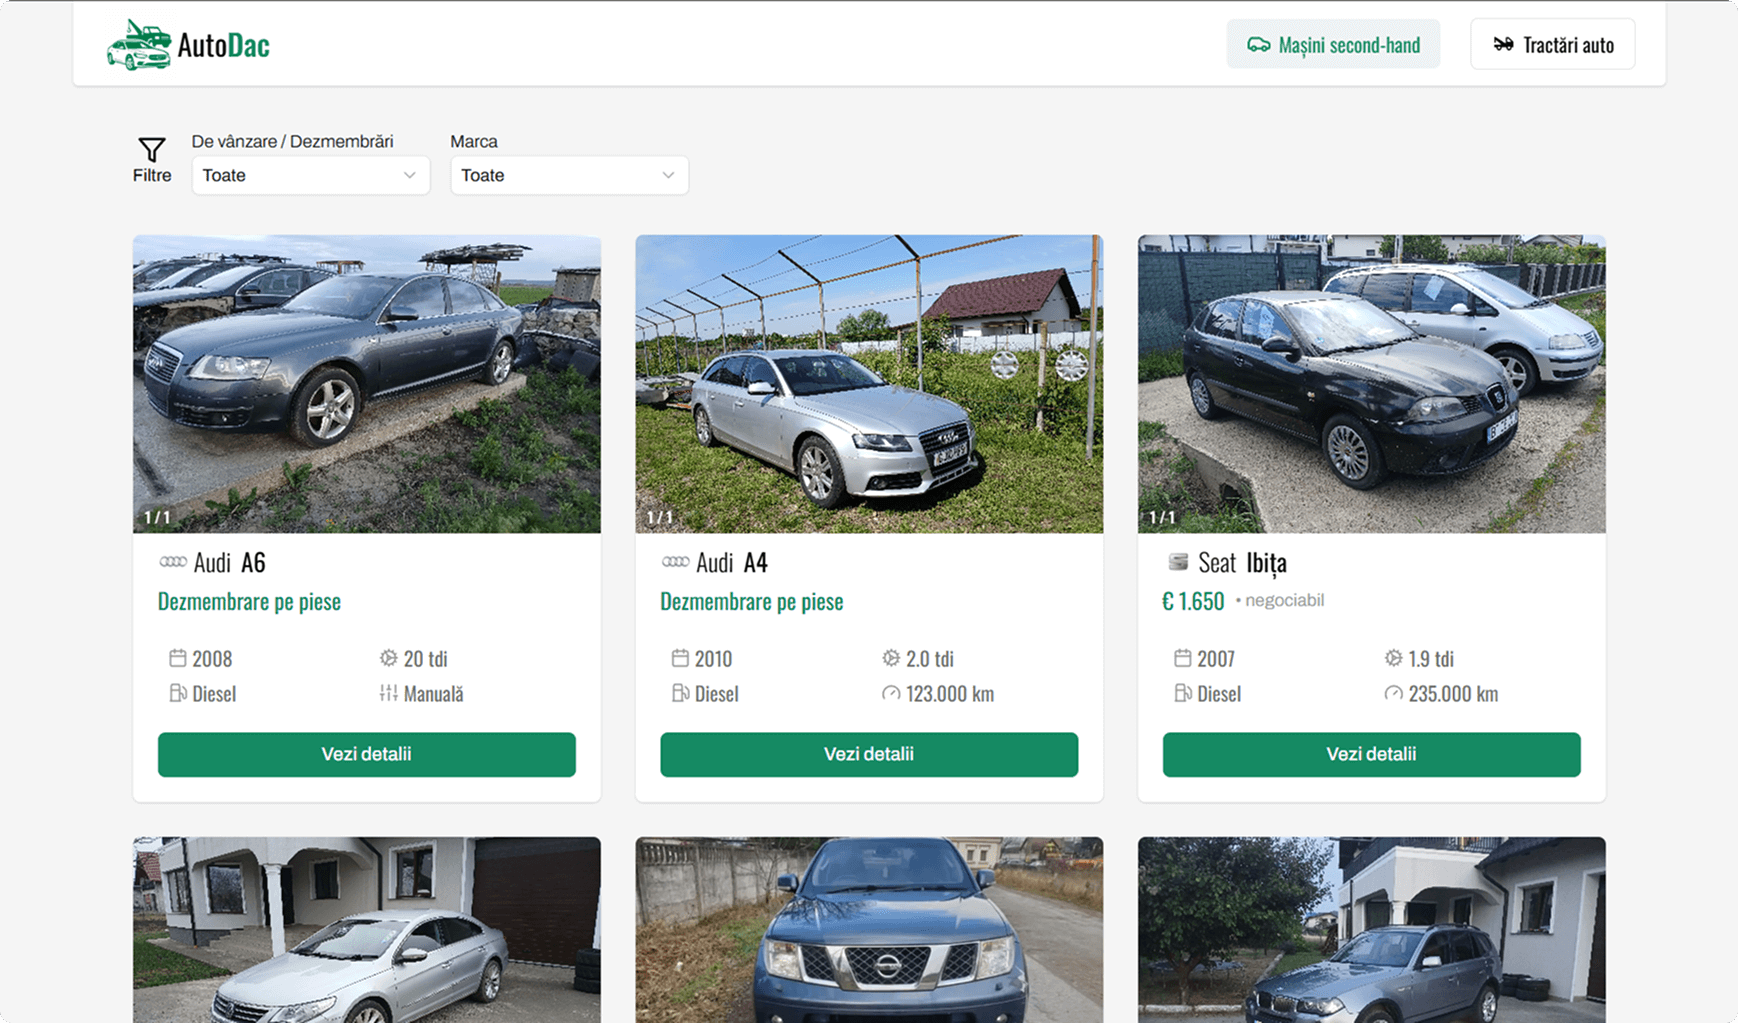 AutoDac
Mașini second-hand
Tractări auto
De vânzare / Dezmembrări
Marca
Filtre
Toate
Toate
1/1
1/1
1/1
Audi A6
Audi A4
Seat Ibița
Dezmembrare pe piese
Dezmembrare pe piese
€ 1.650 • negociabil
2008
20 tdi
2010
2.0 tdi
2007
1.9 tdi
Diesel
Manuală
Diesel
123.000 km
Diesel
235.000 km
Vezi detalii
Vezi detalii
Vezi detalii